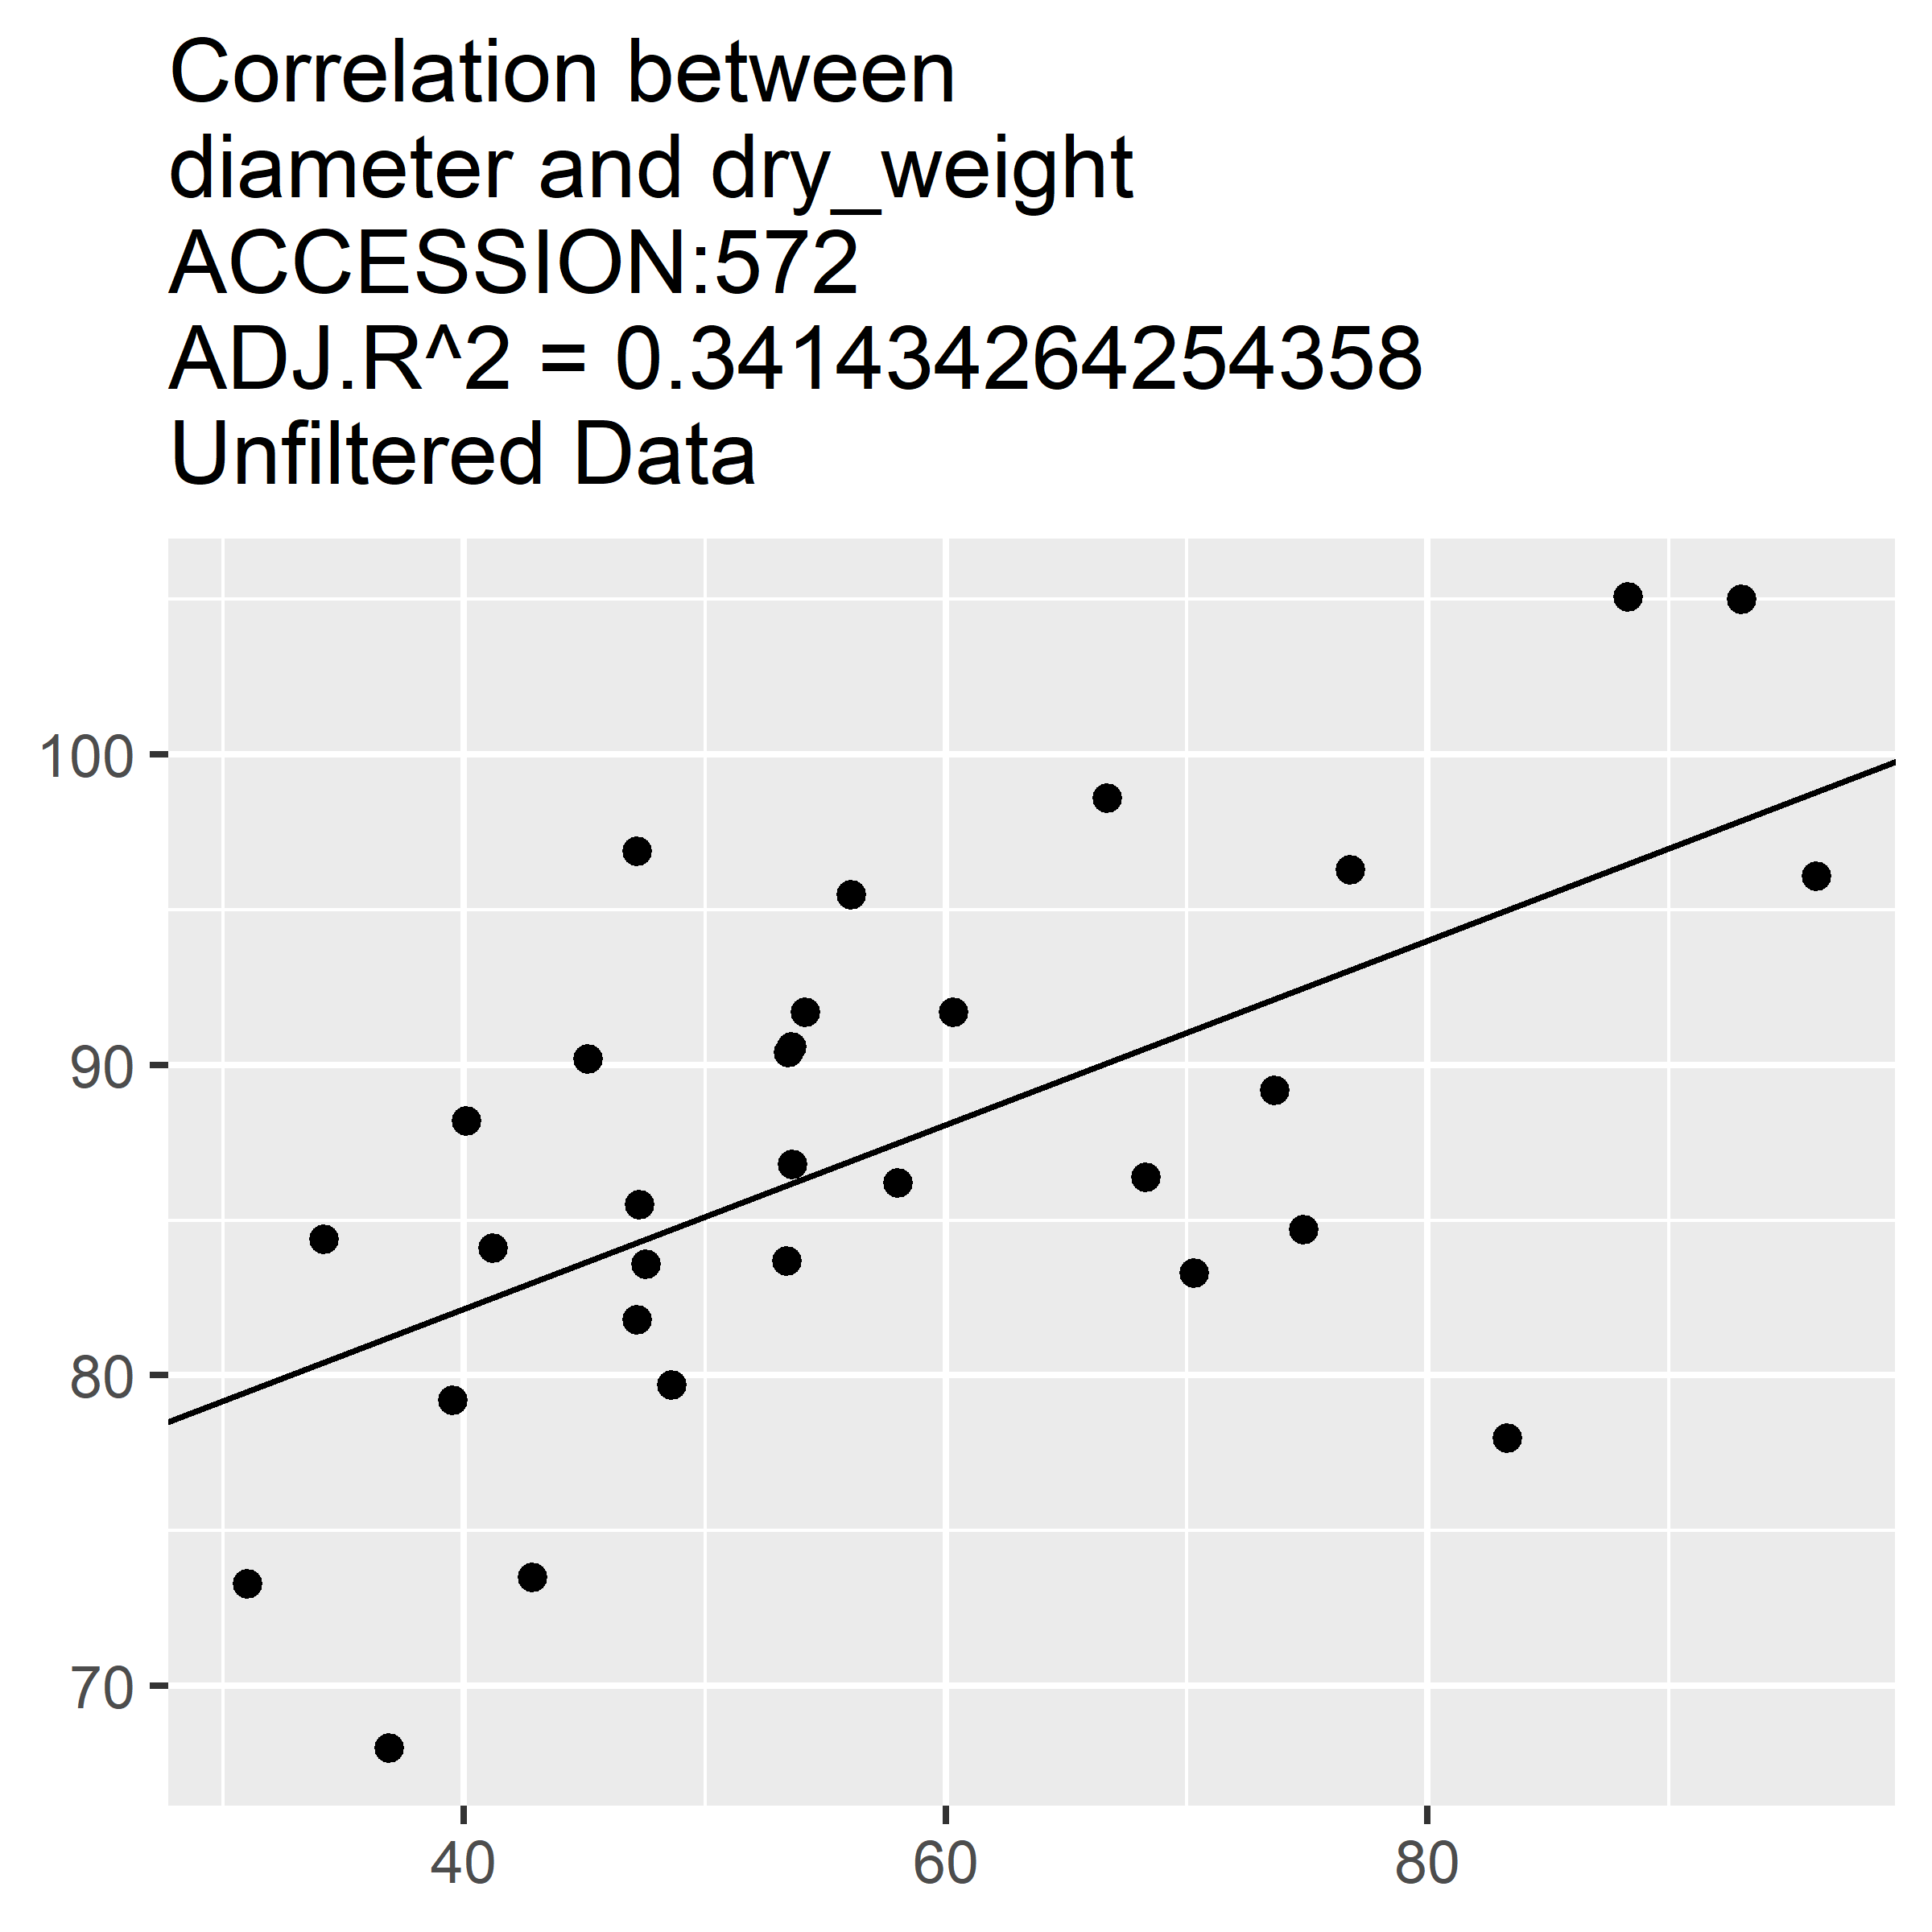 Correlation between
diameter and dry_weight
ACCESSION:572
ADJ.R^2 = 0.341434264254358
Unfiltered Data
100
90
80
70
40 60 80